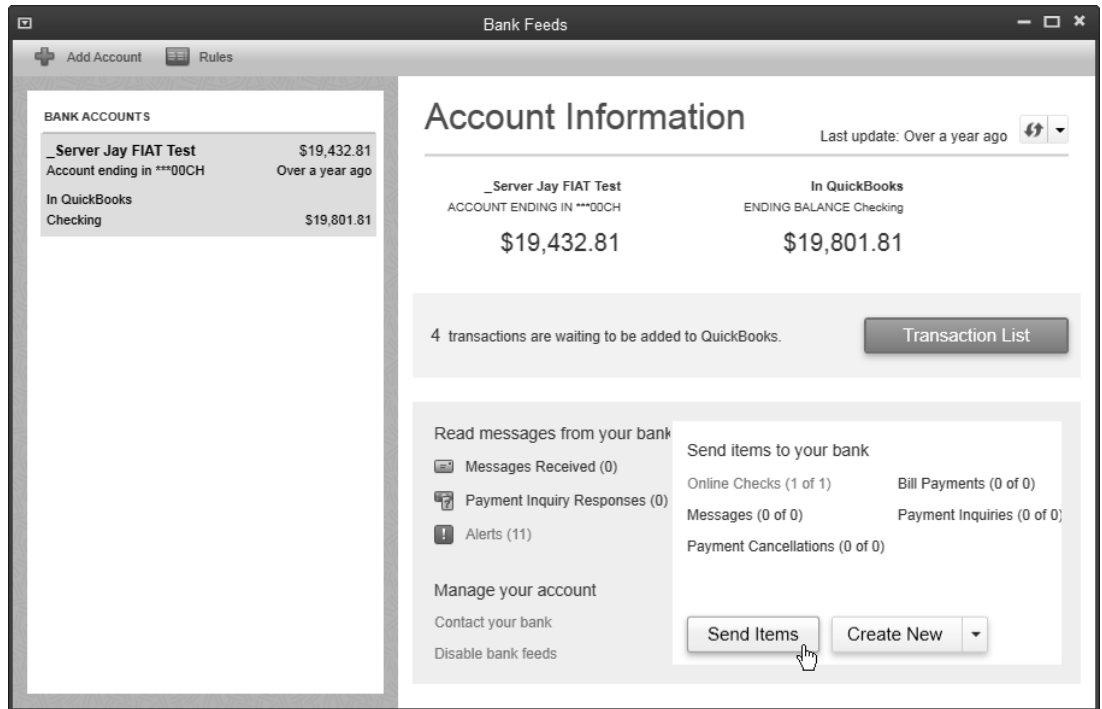 Bank Feeds
Add Account Rules
BANK ACCOUNTS
_Server Jay FIAT Test $19,432.81
Account ending in ***00CH Over a year ago
In QuickBooks
Checking $19,801.81
Account Information
Last update: Over a year ago
_Server Jay FIAT Test
ACCOUNT ENDING IN ***00CH
$19,432.81
In QuickBooks
ENDING BALANCE Checking
$19,801.81
4 transactions are waiting to be added to QuickBooks.
Transaction List
Read messages from your bank
Messages Received (0)
Payment Inquiry Responses (0)
Alerts (11)
Manage your account
Contact your bank
Disable bank feeds
Send items to your bank
Online Checks (1 of 1) Bill Payments (0 of 0)
Messages (0 of 0) Payment Inquiries (0 of 0)
Payment Cancellations (0 of 0)
Send Items Create New